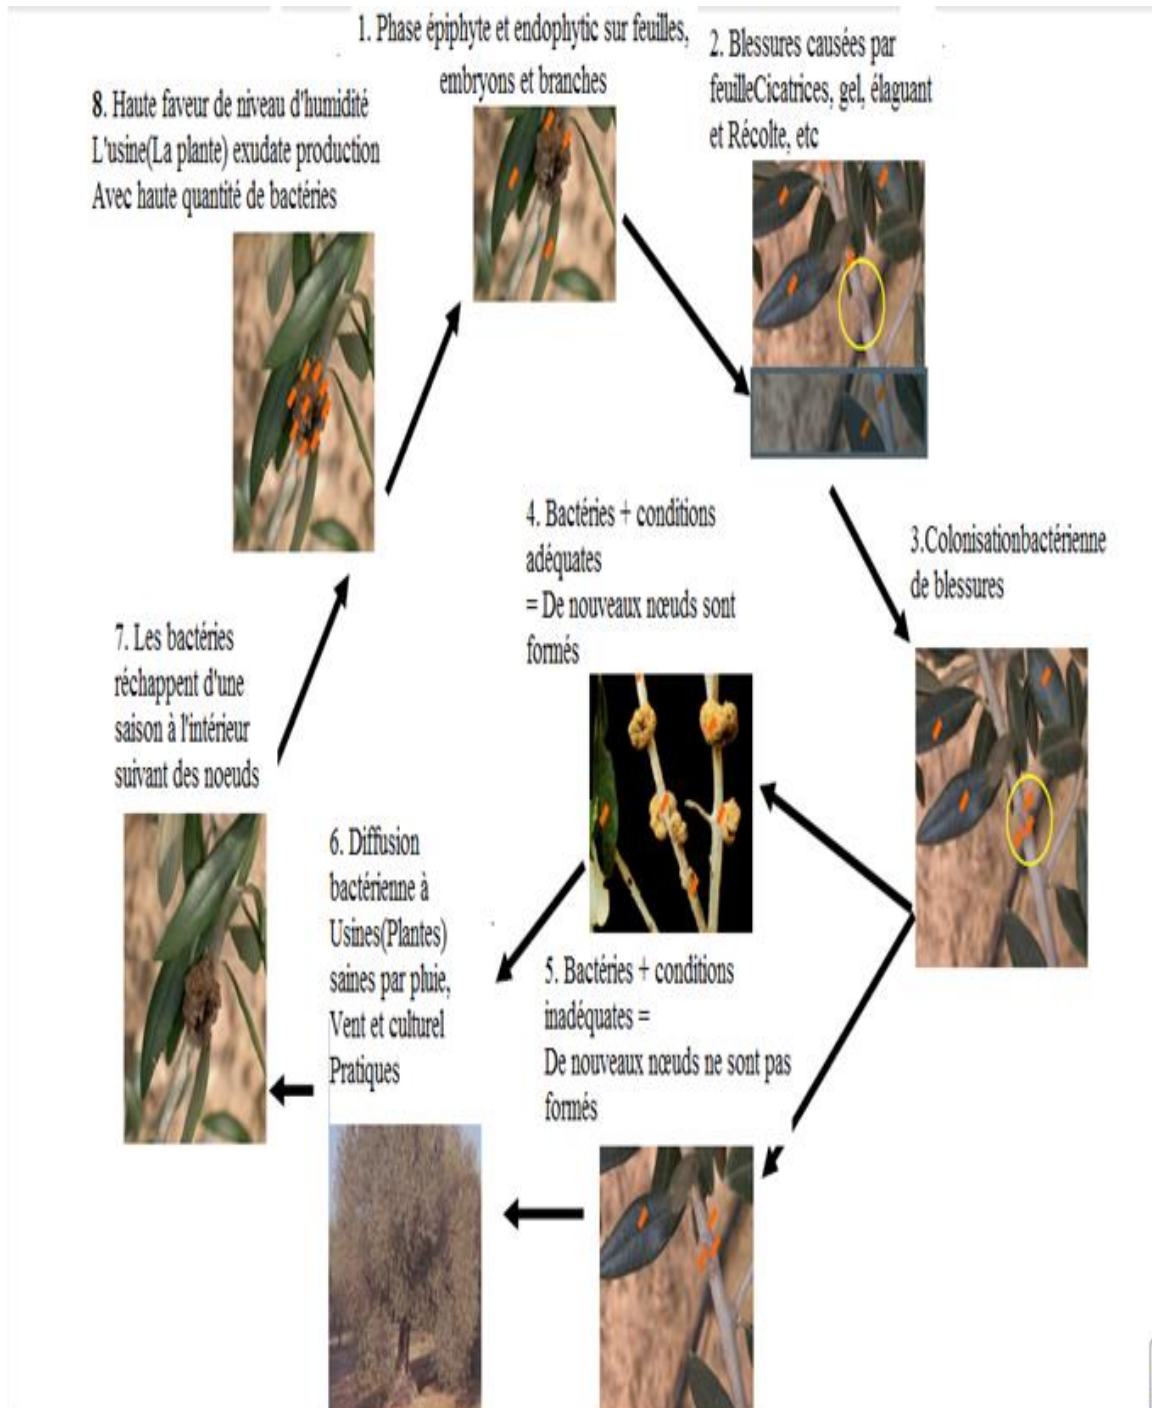 1. Phase épiphyte et endophytic sur feuilles,
embryons et branches
2. Blessures causées par
feuilleCicatrices, gel, élaguant
et Récolte, etc
3.Colonisationbactérienne
de blessures
4. Bactéries + conditions
adéquates
= De nouveaux nœuds sont
formés
5. Bactéries + conditions
inadéquates =
De nouveaux nœuds ne sont pas
formés
6. Diffusion
bactérienne à
Usines(Plantes)
saines par pluie,
Vent et culturel
Pratiques
7. Les bactéries
réchappent d'une
saison à l'intérieur
suivant des noeuds
8. Haute faveur de niveau d'humidité
L'usine(La plante) exudate production
Avec haute quantité de bactéries